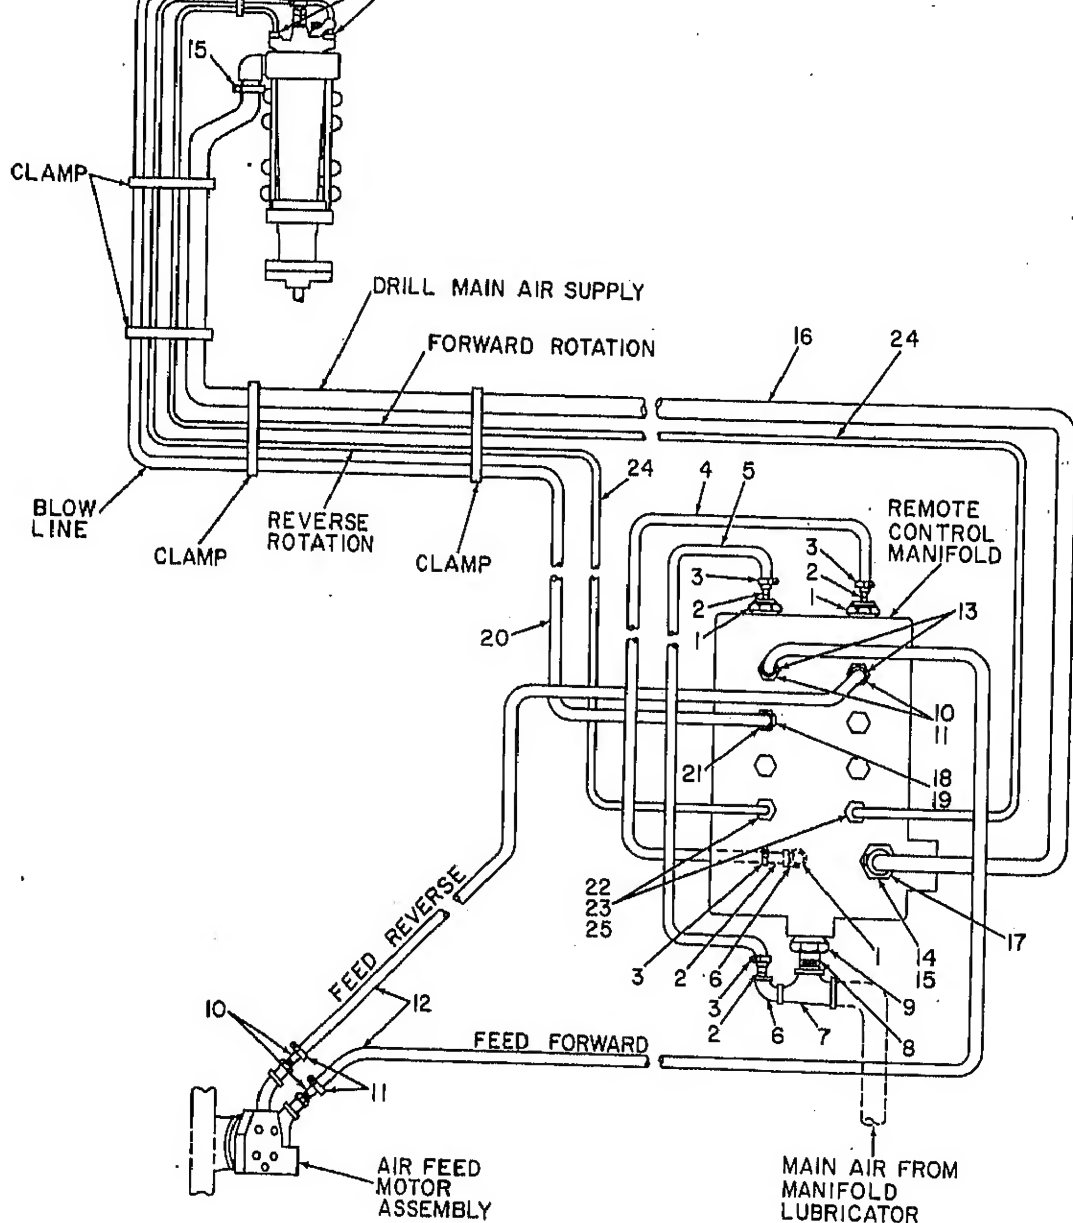 15
CLAMP
DRILL MAIN AIR SUPPLY
FORWARD ROTATION
16
24
BLOW
LINE
CLAMP
REVERSE
ROTATION
CLAMP
24
4
5
REMOTE
CONTROL
MANIFOLD
3
2
1
3
2
1
13
20
10
11
21
18
19
22
23
25
17
14
15
1
3
2
6
3
2
6
7
8
9
FEED REVERSE
12
10
11
FEED FORWARD
AIR FEED
MOTOR
ASSEMBLY
MAIN AIR FROM
MANIFOLD
LUBRICATOR